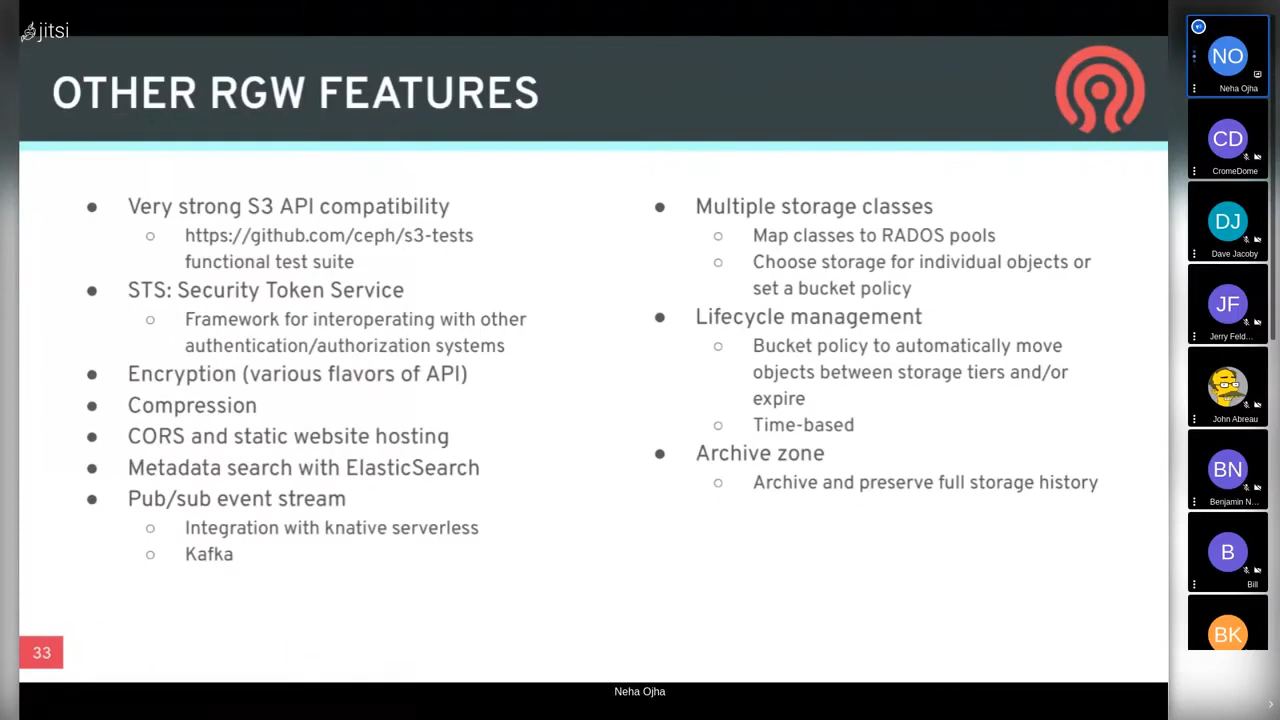 jitsi
OTHER RGW FEATURES
Very strong S3 API compatibility
https://github.com/ceph/s3-tests
functional test suite
STS: Security Token Service
Framework for interoperating with other
authentication/authorization systems
Encryption (various flavors of API)
Compression
CORS and static website hosting
Metadata search with ElasticSearch
Pub/sub event stream
Integration with knative serverless
Kafka
Multiple storage classes
Map classes to RADOS pools
Choose storage for individual objects or
set a bucket policy
Lifecycle management
Bucket policy to automatically move
objects between storage tiers and/or
expire
Time-based
Archive zone
Archive and preserve full storage history
33
Neha Ojha
NO
Neha Ojha
CD
CromeDome
DJ
Dave Jacoby
JF
Jerry Feld...
John Abreau
BN
Benjamin N...
B
Bill
BK